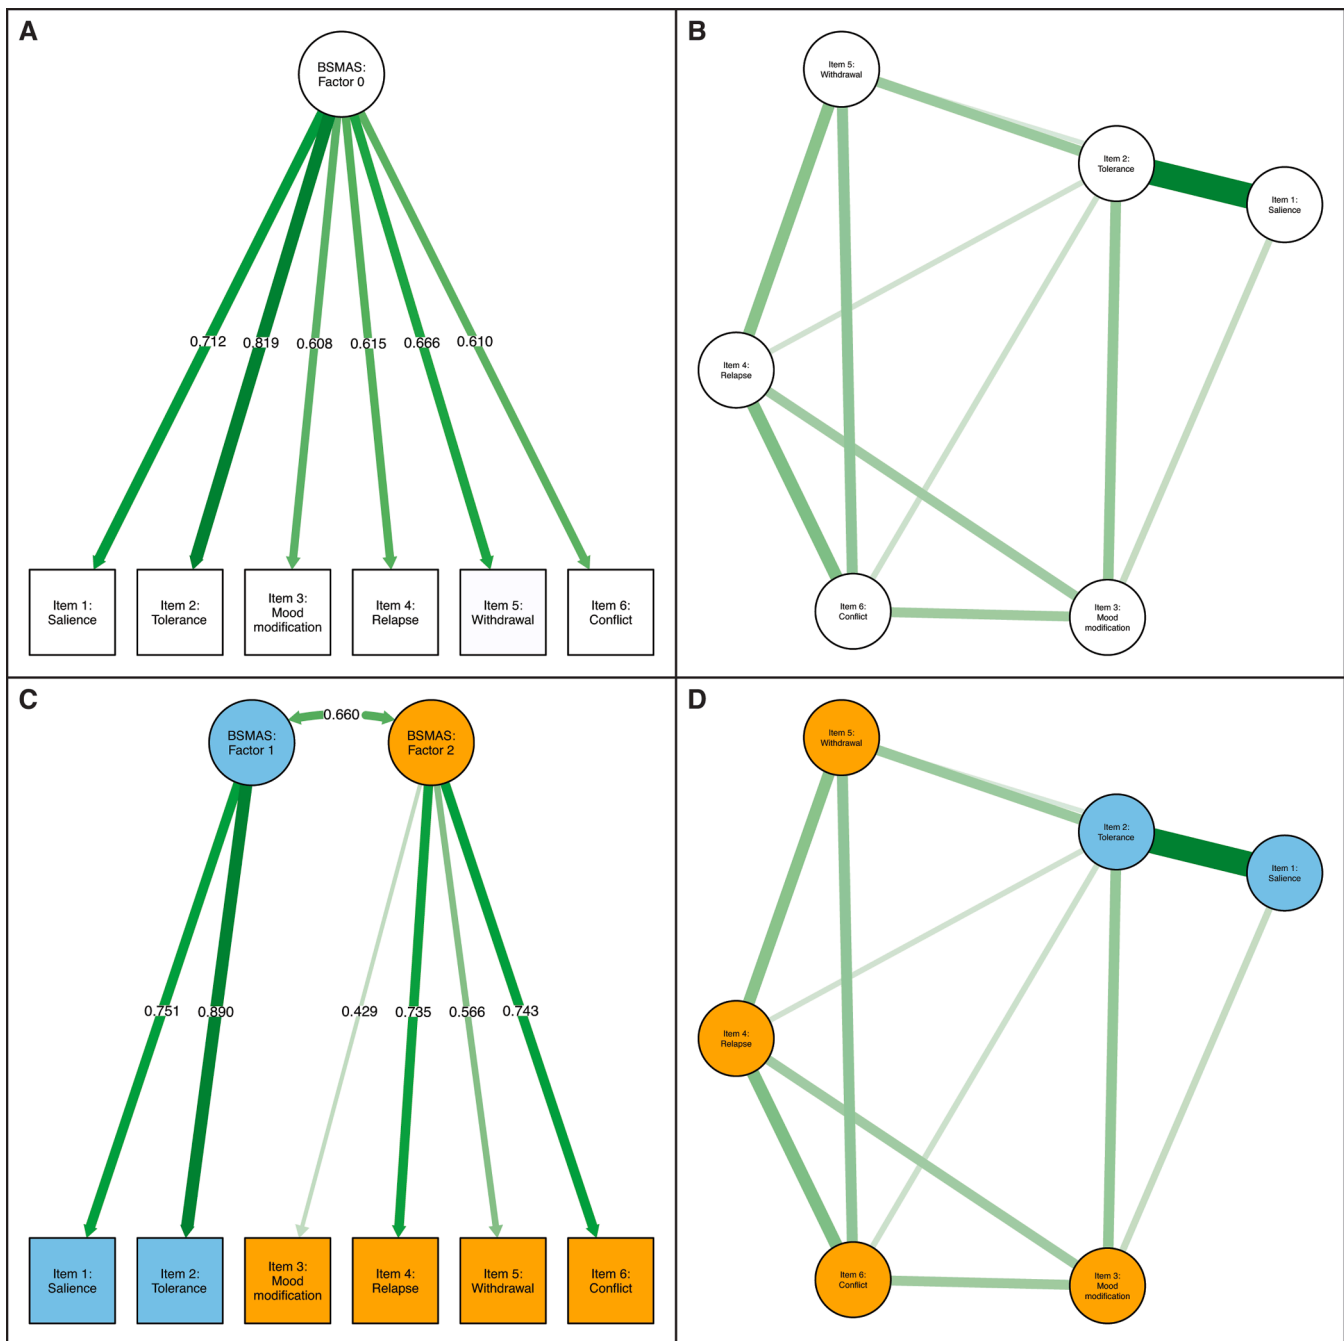 A
BSMAS:
Factor 0
0.712
0.819
0.608
0.615
0.666
0.610
Item 1:
Salience
Item 2:
Tolerance
Item 3:
Mood
modification
Item 4:
Relapse
Item 5:
Withdrawal
Item 6:
Conflict
B
Item 5:
Withdrawal
Item 2:
Tolerance
Item 1:
Salience
Item 4:
Relapse
Item 6:
Conflict
Item 3:
Mood
modification
C
BSMAS:
Factor 1
0.660
BSMAS:
Factor 2
0.751
0.890
0.429
0.735
0.566
0.743
Item 1:
Salience
Item 2:
Tolerance
Item 3:
Mood
modification
Item 4:
Relapse
Item 5:
Withdrawal
Item 6:
Conflict
D
Item 5:
Withdrawal
Item 2:
Tolerance
Item 1:
Salience
Item 4:
Relapse
Item 6:
Conflict
Item 3:
Mood
modification